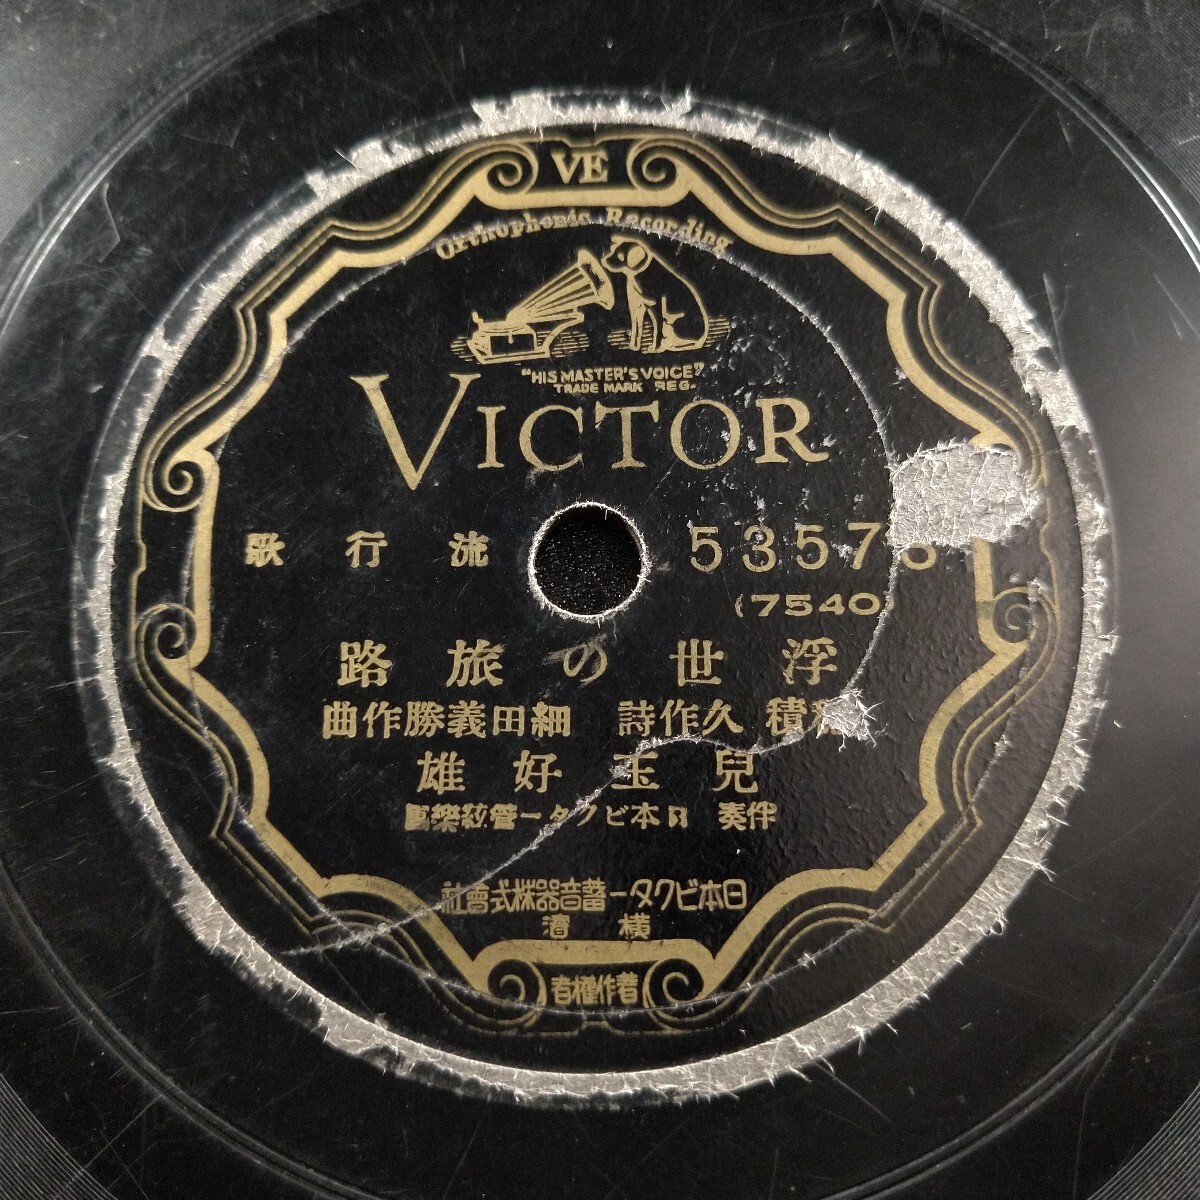 VE
Orthophonic Recording
"HIS MASTER'S VOICE"
TRADE MARK REG.
VICTOR
流行歌
(7540)
浮世の旅路
積久作詩 細田義勝作曲
兒玉好雄
伴奏 日本ビクター管絃樂團
日本ビクター蓄音器株式會社
横濱
著作權者